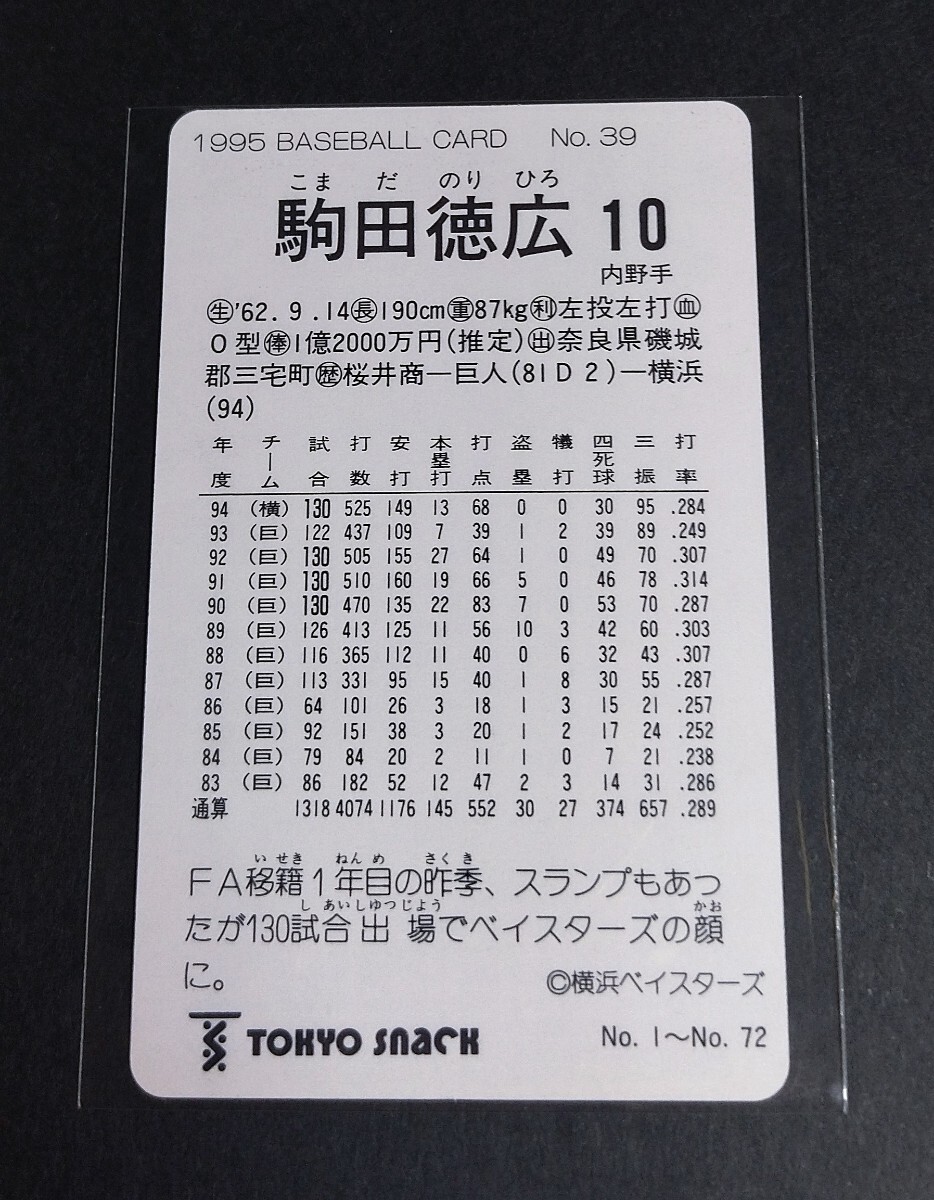 1995 BASEBALL CARD No. 39
こま だ のり ひろ
駒田徳広 10
内野手
㊤'62. 9 .14長190cm重87kg利左投左打血
O型俸1億2000万円(推定)出奈良県磯城
郡三宅町歴桜井商―巨人(81D2)―横浜
(94)
年度 チーム 試合 打数 安打 本塁打 打点 盗塁 犠打 四死球 三振 打率
94 (横) 130 525 149 13 68 0 0 30 95 .284
93 (巨) 122 437 109 7 39 1 2 39 89 .249
92 (巨) 130 505 155 27 64 1 0 49 70 .307
91 (巨) 130 510 160 19 66 5 0 46 78 .314
90 (巨) 130 470 135 22 83 7 0 53 70 .287
89 (巨) 126 413 125 11 56 10 3 42 60 .303
88 (巨) 116 365 112 11 40 0 6 32 43 .307
87 (巨) 113 331 95 15 40 1 8 30 55 .287
86 (巨) 64 101 26 3 18 1 3 15 21 .257
85 (巨) 92 151 38 3 20 1 2 17 24 .252
84 (巨) 79 84 20 2 11 1 0 7 21 .238
83 (巨) 86 182 52 12 47 2 3 14 31 .286
通算 1318 4074 1176 145 552 30 27 374 657 .289
い せき ねん め さく き
FA移籍1年目の昨季、スランプもあっ
し あいしゅつじょう かお
たが130試合出場でベイスターズの顔
に。
©横浜ベイスターズ
TOKYO SNACK No. 1～No. 72